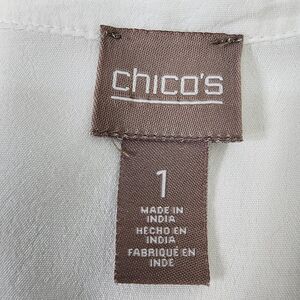 chico's
1
MADE IN
INDIA
HECHO EN
INDIA
FABRIQUÉ EN
INDE